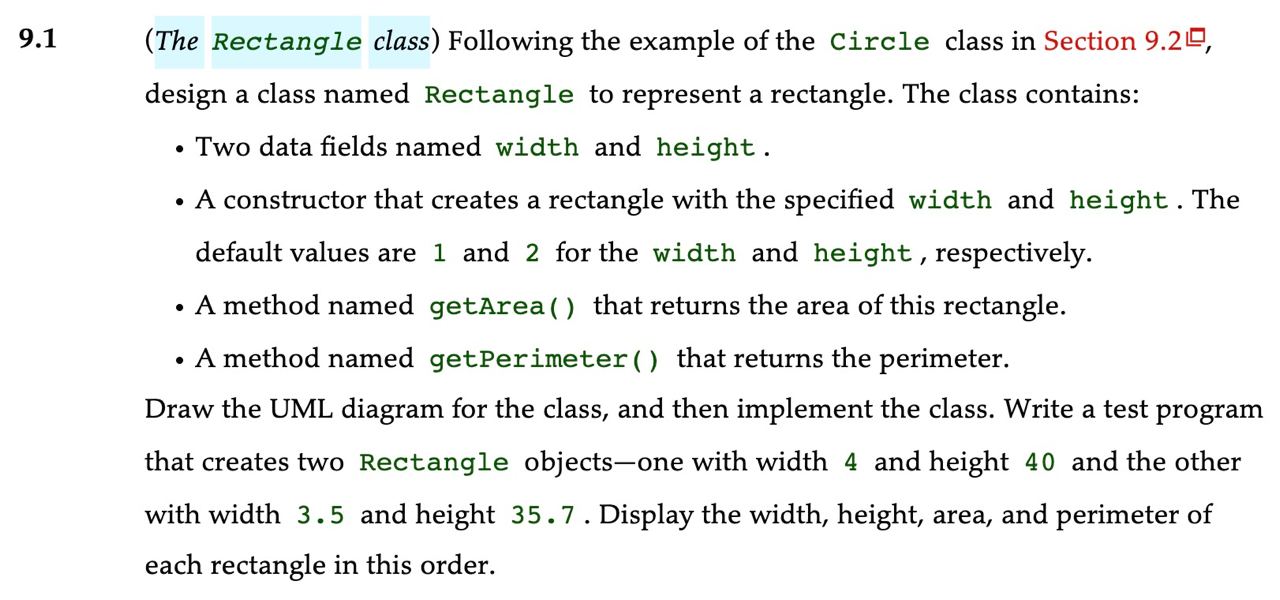 9.1 (The Rectangle class) Following the example of the Circle class in Section 9.2,
design a class named Rectangle to represent a rectangle. The class contains:
• Two data fields named width and height .
• A constructor that creates a rectangle with the specified width and height . The
default values are 1 and 2 for the width and height , respectively.
• A method named getArea() that returns the area of this rectangle.
• A method named getPerimeter() that returns the perimeter.
Draw the UML diagram for the class, and then implement the class. Write a test program
that creates two Rectangle objects—one with width 4 and height 40 and the other
with width 3.5 and height 35.7 . Display the width, height, area, and perimeter of
each rectangle in this order.